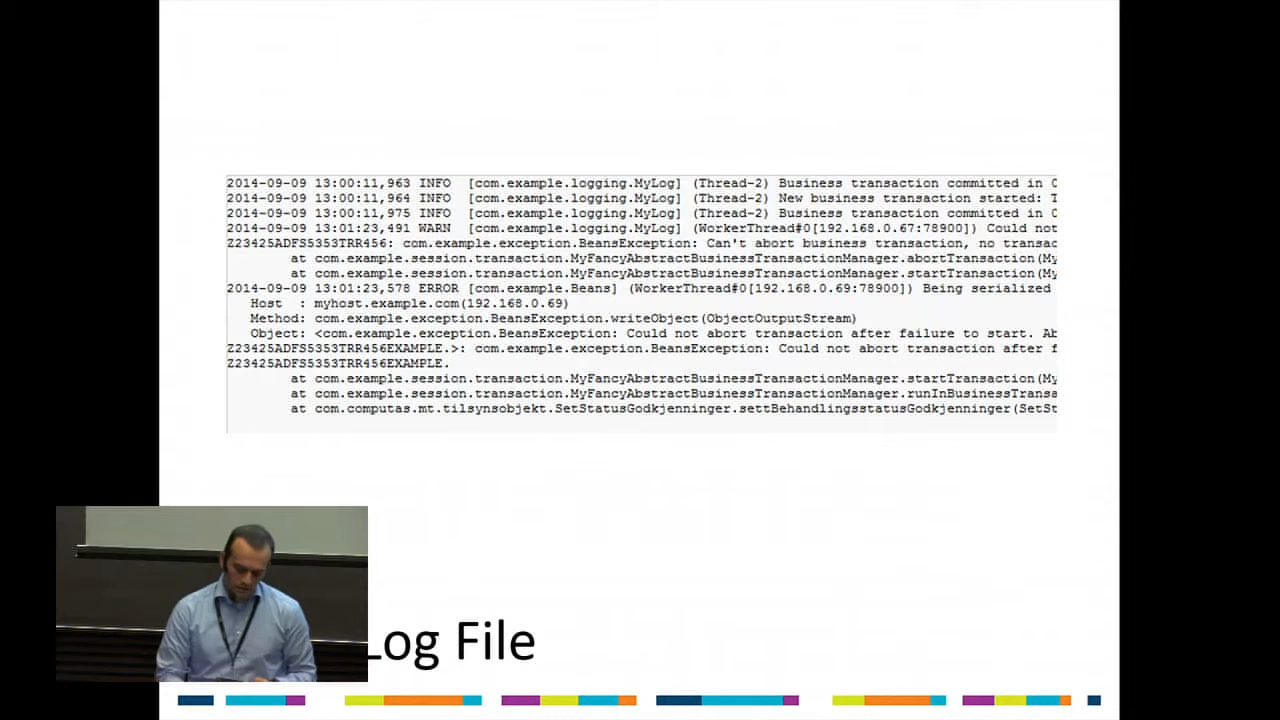 2014-09-09 13:00:11,963 INFO [com.example.logging.MyLog] (Thread-2) Business transaction committed in
2014-09-09 13:00:11,964 INFO [com.example.logging.MyLog] (Thread-2) New business transaction started:
2014-09-09 13:00:11,975 INFO [com.example.logging.MyLog] (Thread-2) Business transaction committed in
2014-09-09 13:01:23,491 WARN [com.example.logging.MyLog] (WorkerThread#0[192.168.0.67:78900]) Could not
Z23425ADFS5353TRR456: com.example.exception.BeansException: Can't abort business transaction, no transac
at com.example.session.transaction.MyFancyAbstractBusinessTransactionManager.abortTransaction(My
at com.example.session.transaction.MyFancyAbstractBusinessTransactionManager.startTransaction(My
2014-09-09 13:01:23,578 ERROR [com.example.Beans] (WorkerThread#0[192.168.0.69:78900]) Being serialized
Host : myhost.example.com(192.168.0.69)
Method: com.example.exception.BeansException.writeObject(ObjectOutputStream)
Object: <com.example.exception.BeansException: Could not abort transaction after failure to start. Ab
Z23425ADFS5353TRR456EXAMPLE.>: com.example.exception.BeansException: Could not abort transaction after f
Z23425ADFS5353TRR456EXAMPLE.
at com.example.session.transaction.MyFancyAbstractBusinessTransactionManager.startTransaction(My
at com.example.session.transaction.MyFancyAbstractBusinessTransactionManager.runInBusinessTransa
at com.computas.mt.tilsynsobjekt.SetStatusGodkjenninger.settBehandlingsstatusGodkjenninger(SetSt
Log File